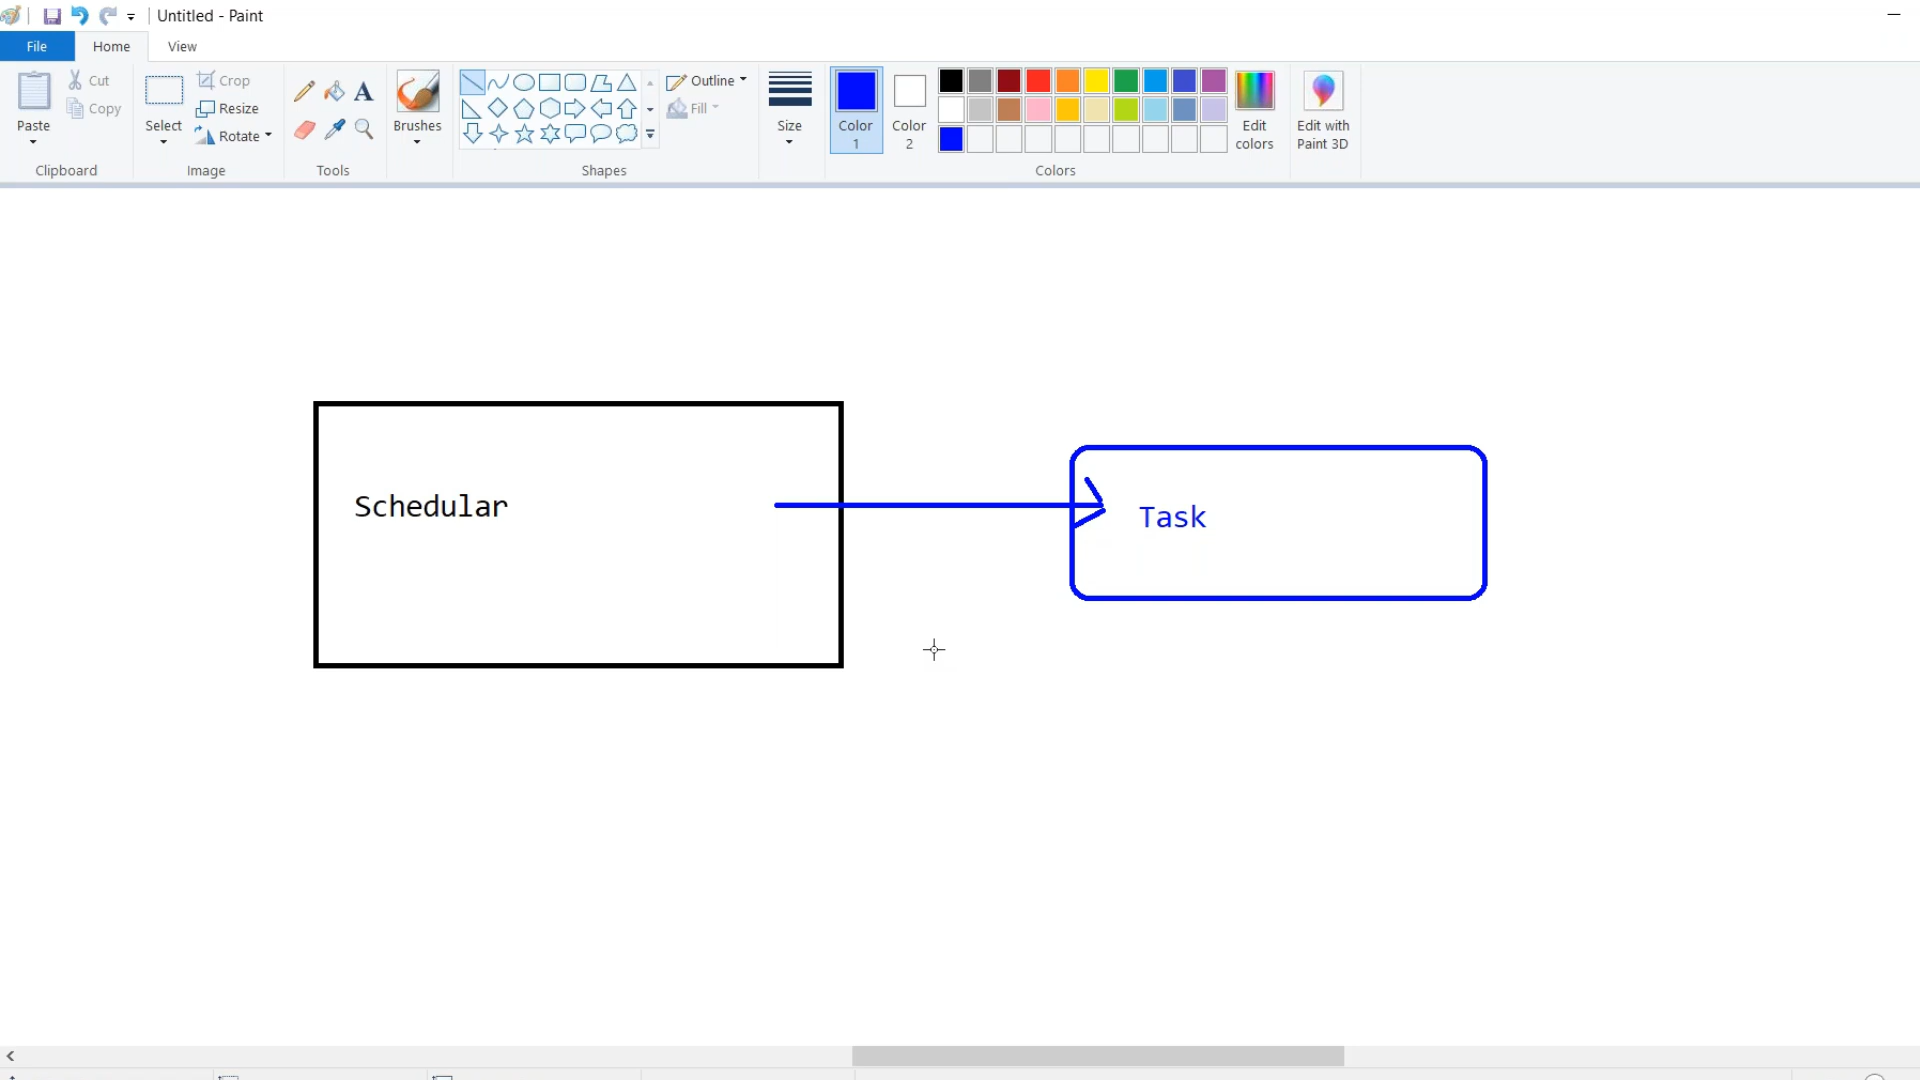 Untitled - Paint
File
Home
View
Paste
Cut
Copy
Clipboard
Select
Crop
Resize
Rotate
Image
Tools
Brushes
Shapes
Outline
Fill
Size
Color
1
Color
2
Colors
Edit
colors
Edit with
Paint 3D
Schedular
Task